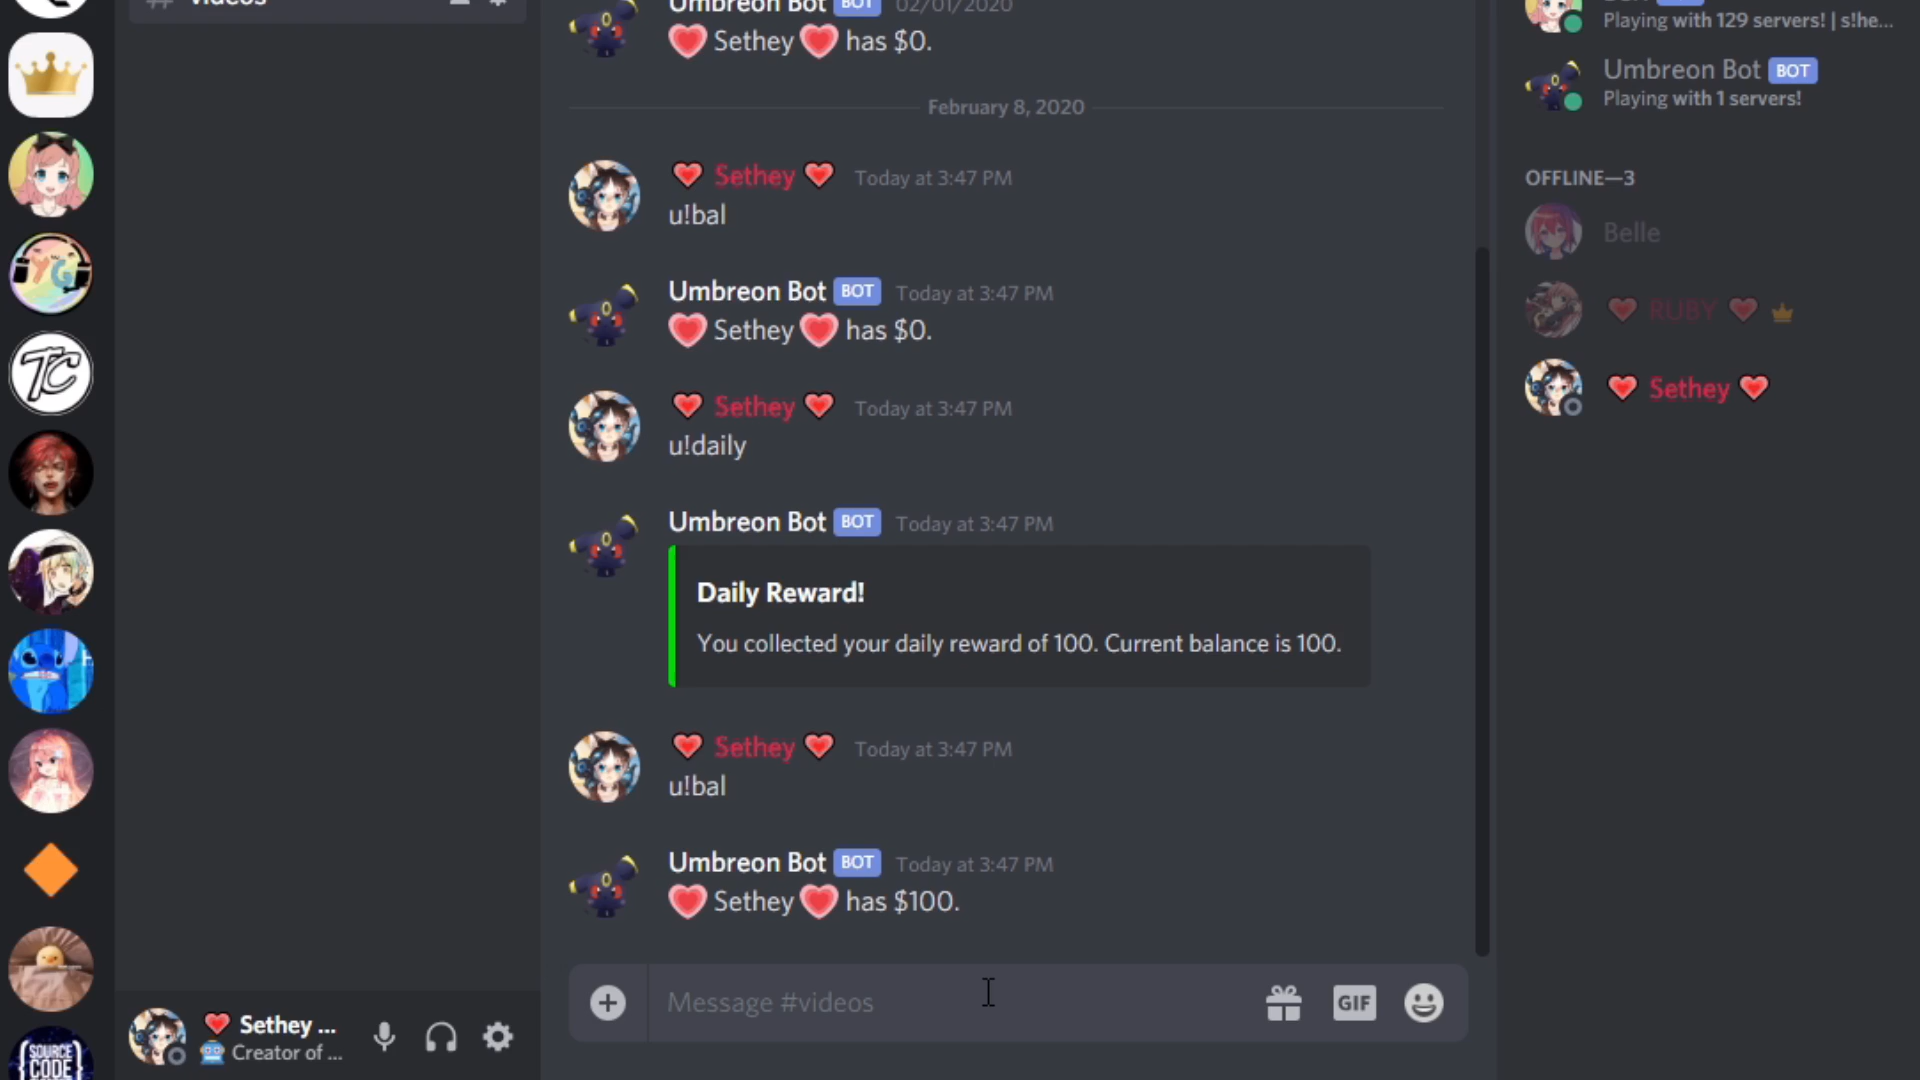 videos
Umbreon Bot BOT 02/01/2020
Sethey has $0.
February 8, 2020
Sethey Today at 3:47 PM
u!bal
Umbreon Bot BOT Today at 3:47 PM
Sethey has $0.
Sethey Today at 3:47 PM
u!daily
Umbreon Bot BOT Today at 3:47 PM
Daily Reward!
You collected your daily reward of 100. Current balance is 100.
Sethey Today at 3:47 PM
u!bal
Umbreon Bot BOT Today at 3:47 PM
Sethey has $100.
Message #videos
GIF
Playing with 129 servers! | s!he...
Umbreon Bot BOT
Playing with 1 servers!
OFFLINE—3
Belle
RUBY
Sethey
YG
TC
{SOURCE
CODE
Sethey ...
Creator of ...